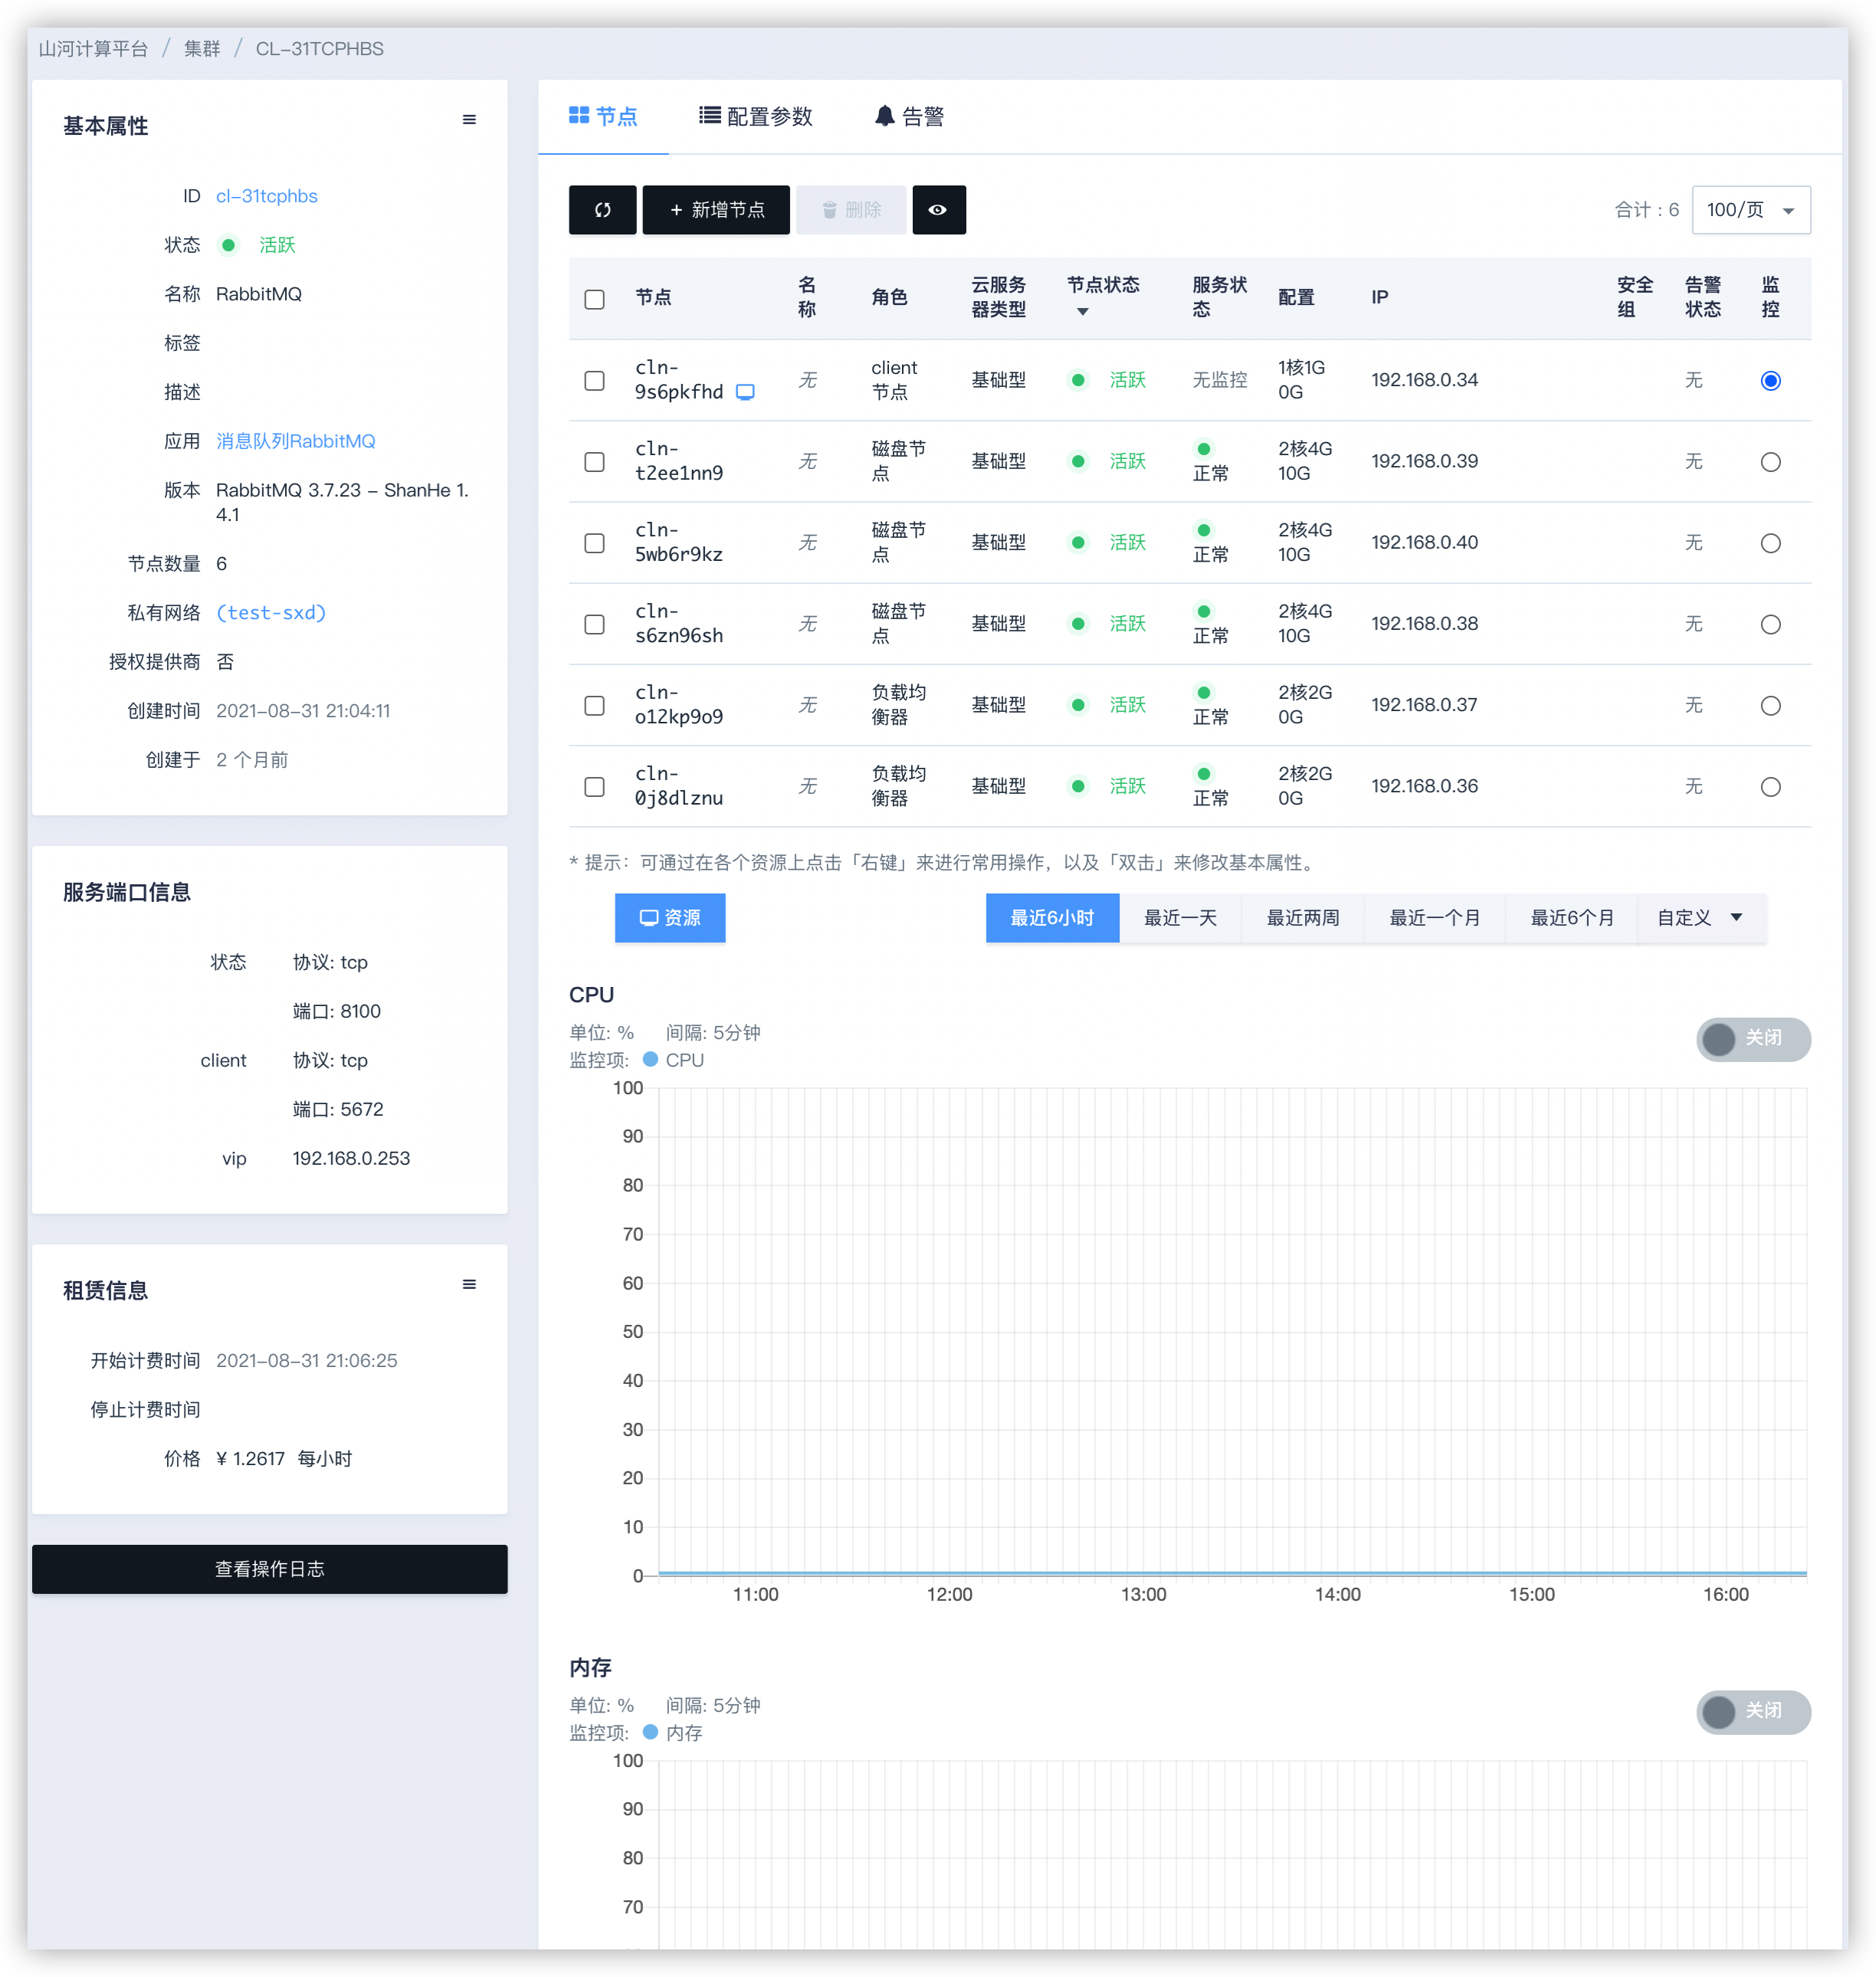 山河计算平台 / 集群 / CL-31TCPHBS
基本属性
ID cl-31tcphbs
状态 活跃
名称 RabbitMQ
标签
描述
应用 消息队列RabbitMQ
版本 RabbitMQ 3.7.23 – ShanHe 1.
4.1
节点数量 6
私有网络 (test-sxd)
授权提供商 否
创建时间 2021-08-31 21:04:11
创建于 2 个月前
服务端口信息
状态 协议: tcp
端口: 8100
client 协议: tcp
端口: 5672
vip 192.168.0.253
租赁信息
开始计费时间 2021-08-31 21:06:25
停止计费时间
价格 ¥ 1.2617 每小时
查看操作日志
节点 配置参数 告警
+ 新增节点 删除 合计：6 100/页
节点 名 角色 云服务 节点状态 服务状 配置 IP 安全 告警 监
称 器类型 态 组 状态 控
cln- client 1核1G
9s6pkfhd 无 节点 基础型 活跃 无监控 0G 192.168.0.34 无
cln- 磁盘节 2核4G
t2ee1nn9 无 点 基础型 活跃 正常 10G 192.168.0.39 无
cln- 磁盘节 2核4G
5wb6r9kz 无 点 基础型 活跃 正常 10G 192.168.0.40 无
cln- 磁盘节 2核4G
s6zn96sh 无 点 基础型 活跃 正常 10G 192.168.0.38 无
cln- 负载均 2核2G
o12kp9o9 无 衡器 基础型 活跃 正常 0G 192.168.0.37 无
cln- 负载均 2核2G
0j8dlznu 无 衡器 基础型 活跃 正常 0G 192.168.0.36 无
* 提示：可通过在各个资源上点击「右键」来进行常用操作，以及「双击」来修改基本属性。
资源 最近6小时 最近一天 最近两周 最近一个月 最近6个月 自定义
CPU
单位: % 间隔: 5分钟
关闭
监控项: CPU
100
90
80
70
60
50
40
30
20
10
0
11:00 12:00 13:00 14:00 15:00 16:00
内存
单位: % 间隔: 5分钟
关闭
监控项: 内存
100
90
80
70